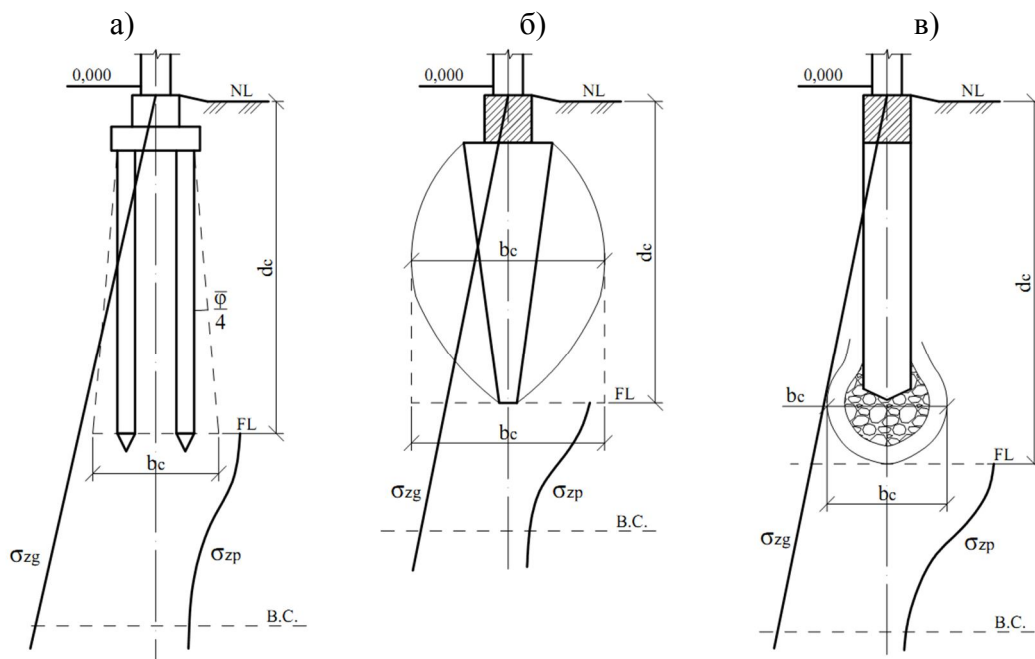 а)
б)
в)
0,000
NL
dc
φ̅
4
FL
bc
σzg
σzp
B.C.
0,000
NL
bc
dc
FL
bc
σzg
σzp
B.C.
0,000
NL
dc
bc
FL
bc
σzg
σzp
B.C.